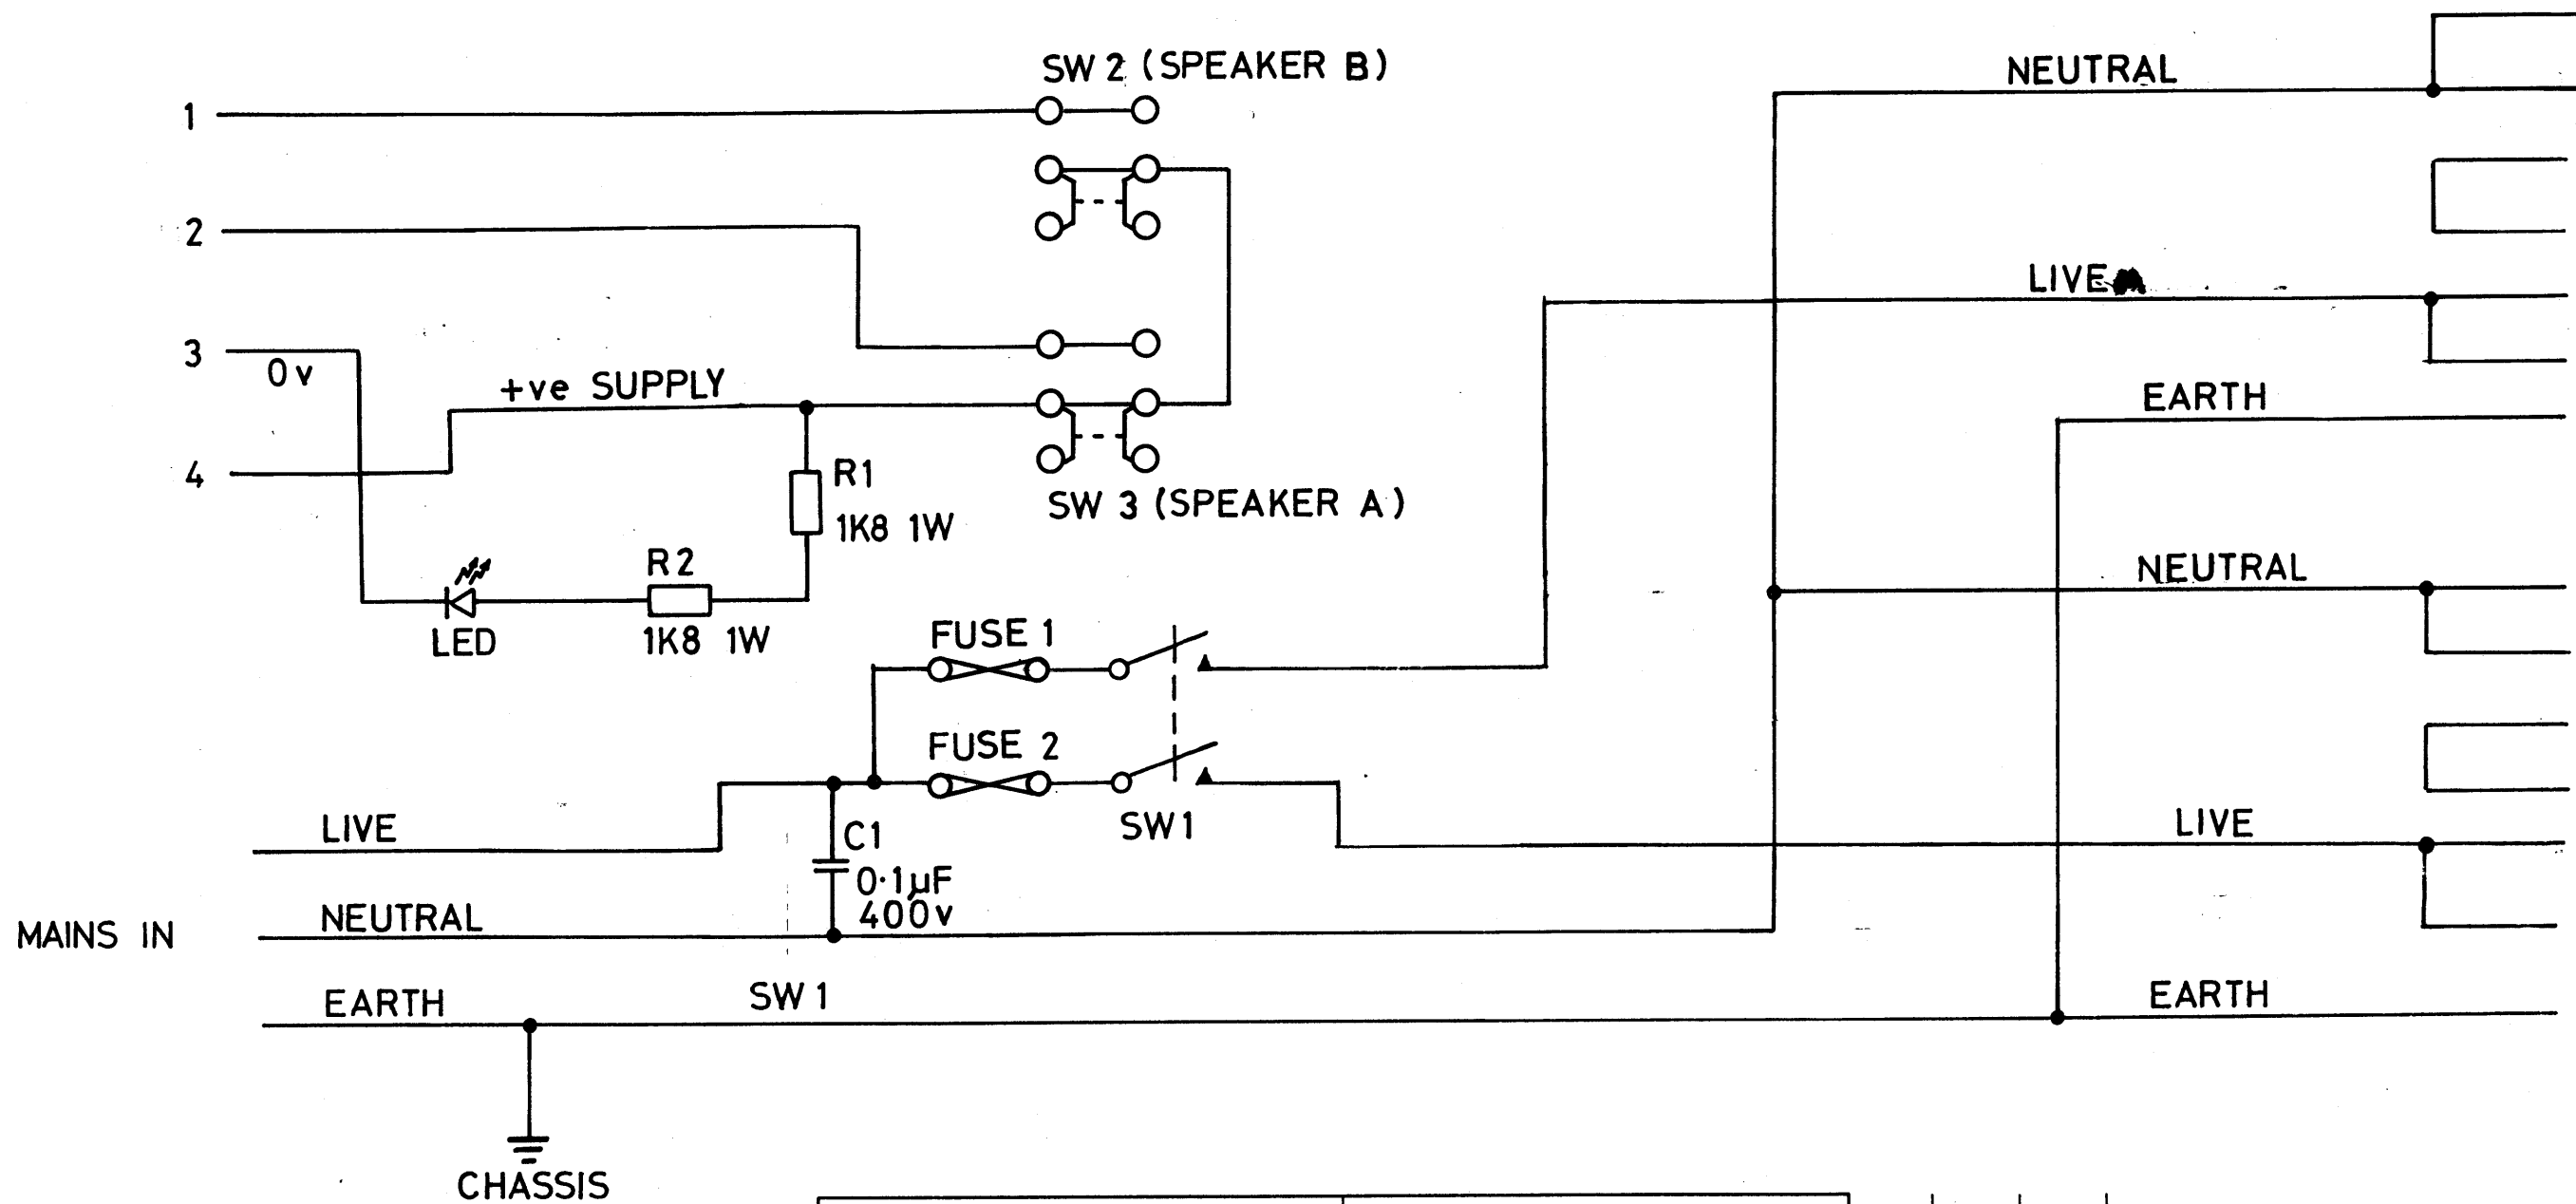 SW 2 (SPEAKER B)
NEUTRAL
1
2
LIVE
3
0v
+ve SUPPLY
EARTH
4
R1
1K8 1W
SW 3 (SPEAKER A)
R2
NEUTRAL
LED
1K8 1W
FUSE 1
FUSE 2
SW1
LIVE
C1
0·1µF
400v
LIVE
MAINS IN
NEUTRAL
EARTH
SW1
EARTH
CHASSIS